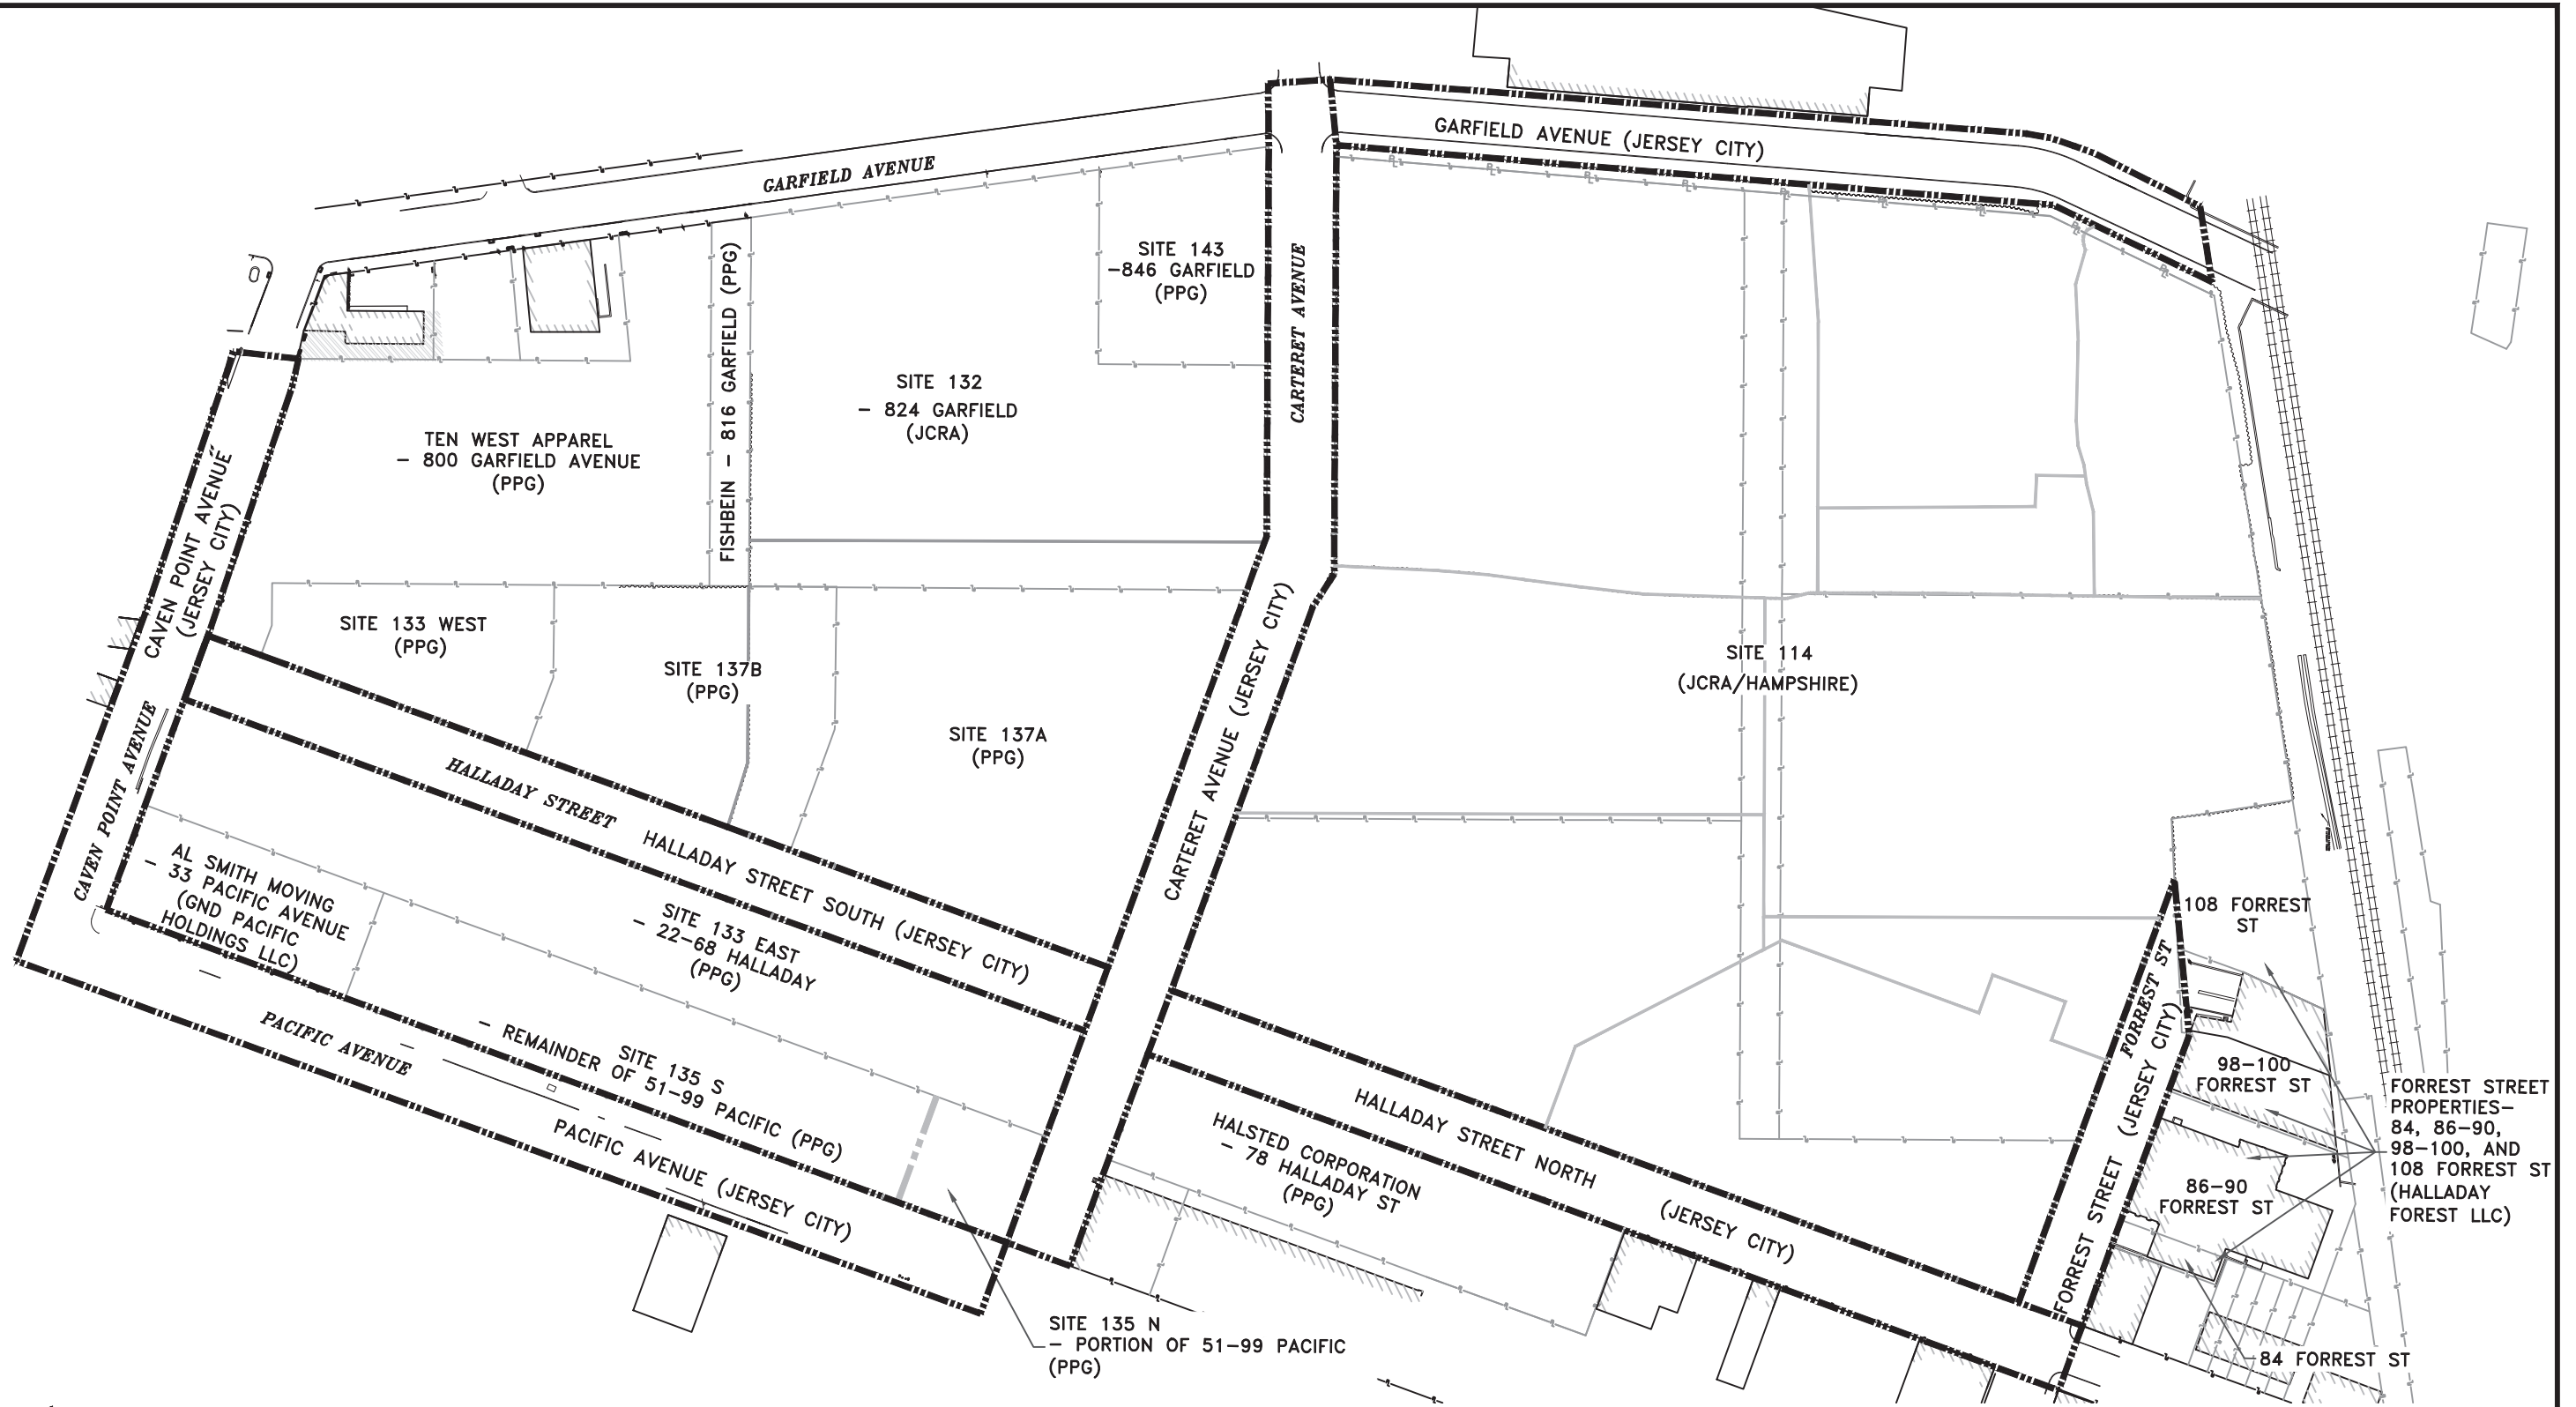 GARFIELD AVENUE (JERSEY CITY)
GARFIELD AVENUE
SITE 143
-846 GARFIELD
(PPG)
CARTERET AVENUE
FISHBEIN - 816 GARFIELD (PPG)
SITE 132
- 824 GARFIELD
(JCRA)
TEN WEST APPAREL
- 800 GARFIELD AVENUE
(PPG)
CAVEN POINT AVENUE
(JERSEY CITY)
SITE 133 WEST
(PPG)
SITE 137B
(PPG)
SITE 137A
(PPG)
CARTERET AVENUE (JERSEY CITY)
SITE 114
(JCRA/HAMPSHIRE)
CAVEN POINT AVENUE
HALLADAY STREET
HALLADAY STREET SOUTH (JERSEY CITY)
AL SMITH MOVING
- 33 PACIFIC AVENUE
(GND PACIFIC
HOLDINGS LLC)
SITE 133 EAST
- 22-68 HALLADAY
(PPG)
SITE 135 S
- REMAINDER OF 51-99 PACIFIC (PPG)
PACIFIC AVENUE
PACIFIC AVENUE (JERSEY CITY)
SITE 135 N
- PORTION OF 51-99 PACIFIC
(PPG)
HALSTED CORPORATION
- 78 HALLADAY ST
(PPG)
HALLADAY STREET NORTH
(JERSEY CITY)
FORREST ST
FORREST STREET (JERSEY CITY)
108 FORREST
ST
98-100
FORREST ST
86-90
FORREST ST
84 FORREST ST
FORREST STREET
PROPERTIES-
84, 86-90,
98-100, AND
108 FORREST ST
(HALLADAY
FOREST LLC)